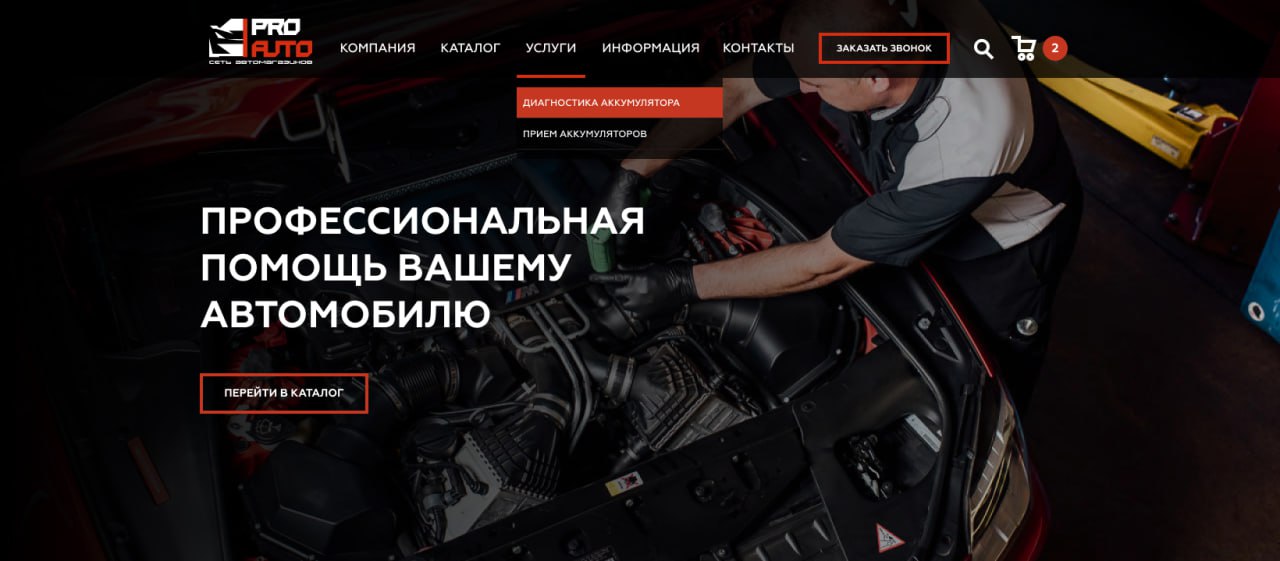 PRO
AUTO
сеть автомагазинов
КОМПАНИЯ
КАТАЛОГ
УСЛУГИ
ИНФОРМАЦИЯ
КОНТАКТЫ
ЗАКАЗАТЬ ЗВОНОК
2
ДИАГНОСТИКА АККУМУЛЯТОРА
ПРИЕМ АККУМУЛЯТОРОВ
ПРОФЕССИОНАЛЬНАЯ
ПОМОЩЬ ВАШЕМУ
АВТОМОБИЛЮ
ПЕРЕЙТИ В КАТАЛОГ